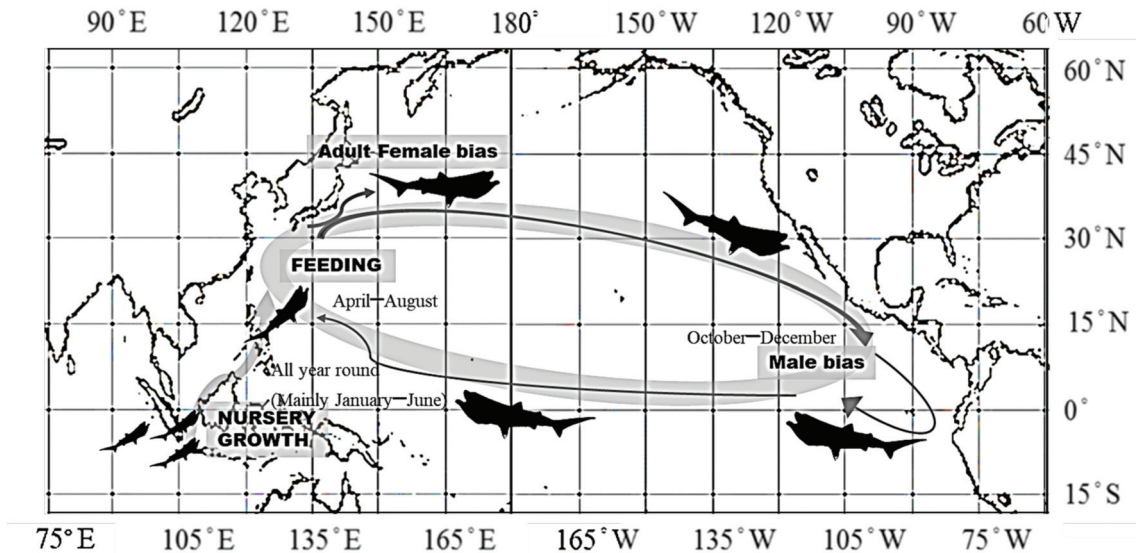 90°E 120°E 150°E 180° 150°W 120°W 90°W 60°W
60°N
Adult Female bias
45°N
30°N
FEEDING
April—August
15°N
October—December
Male bias
All year round
(Mainly January—June)
NURSERY
GROWTH
0°
15°S
75°E 105°E 135°E 165°E 165°W 135°W 105°W 75°W